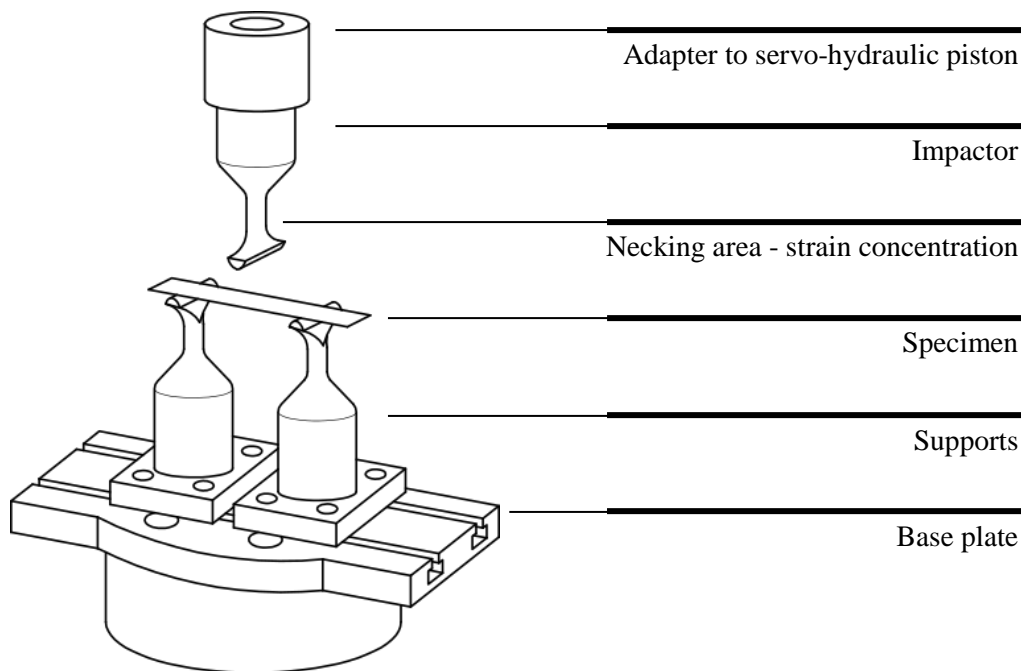 Adapter to servo-hydraulic piston
Impactor
Necking area - strain concentration
Specimen
Supports
Base plate